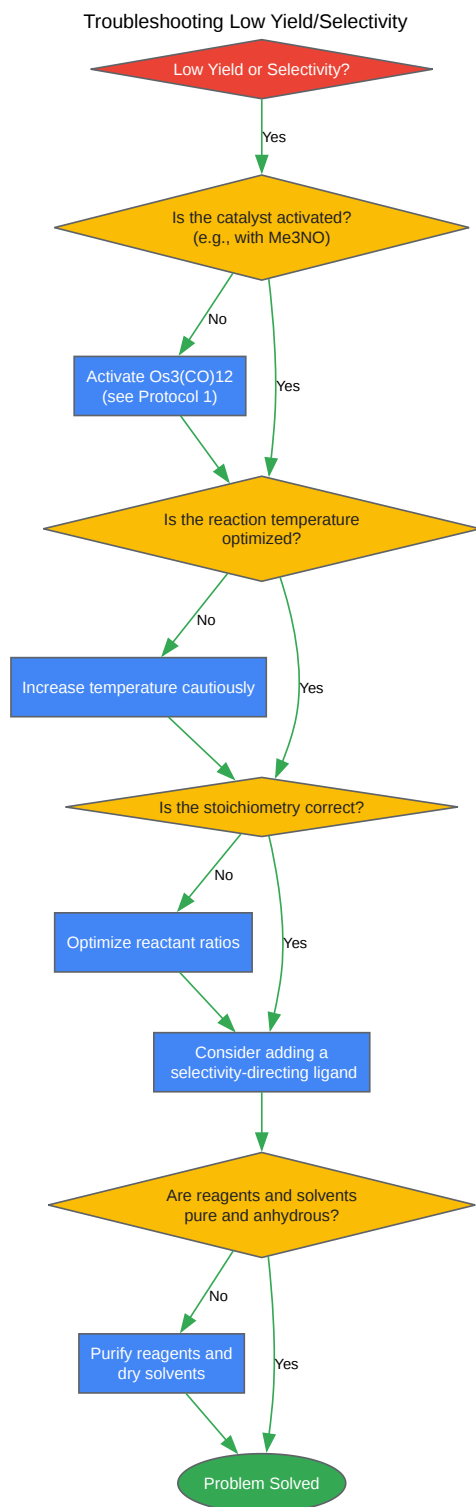 Troubleshooting Low Yield/Selectivity
Low Yield or Selectivity?
Yes
Is the catalyst activated?
(e.g., with Me3NO)
No
Activate Os3(CO)12
(see Protocol 1)
Yes
Is the reaction temperature
optimized?
No
Increase temperature cautiously
Yes
Is the stoichiometry correct?
No
Optimize reactant ratios
Yes
Consider adding a
selectivity-directing ligand
Are reagents and solvents
pure and anhydrous?
No
Purify reagents and
dry solvents
Yes
Problem Solved